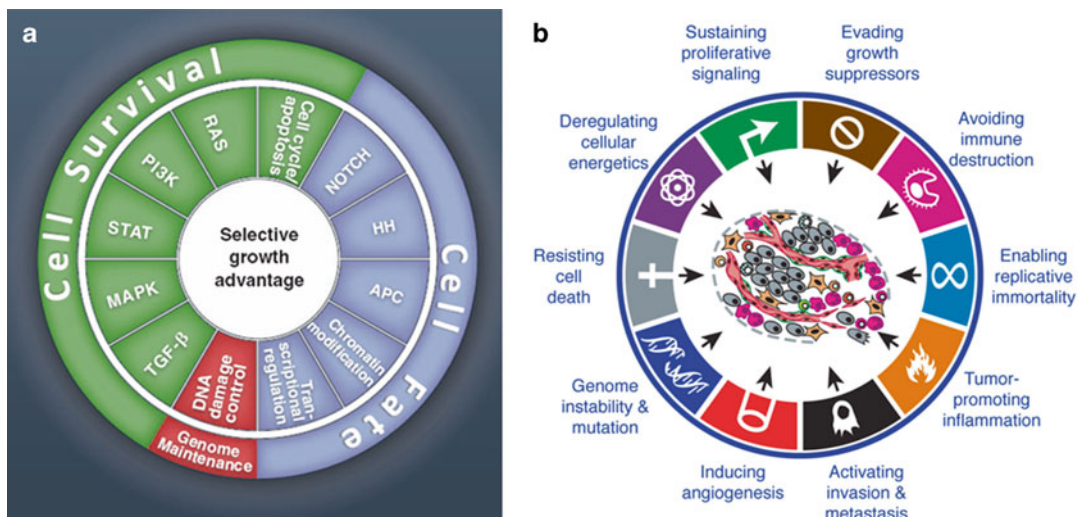 a
Cell Survival
Cell Fate
Genome
Maintenance
Cell cycle/
apoptosis
NOTCH
HH
APC
Chromatin
modification
Tran-
scriptional
regulation
DNA
damage
control
TGF-β
MAPK
STAT
PI3K
RAS
Selective
growth
advantage
b
Sustaining
proliferative
signaling
Evading
growth
suppressors
Avoiding
immune
destruction
Enabling
replicative
immortality
Tumor-
promoting
inflammation
Activating
invasion &
metastasis
Inducing
angiogenesis
Genome
instability &
mutation
Resisting
cell
death
Deregulating
cellular
energetics